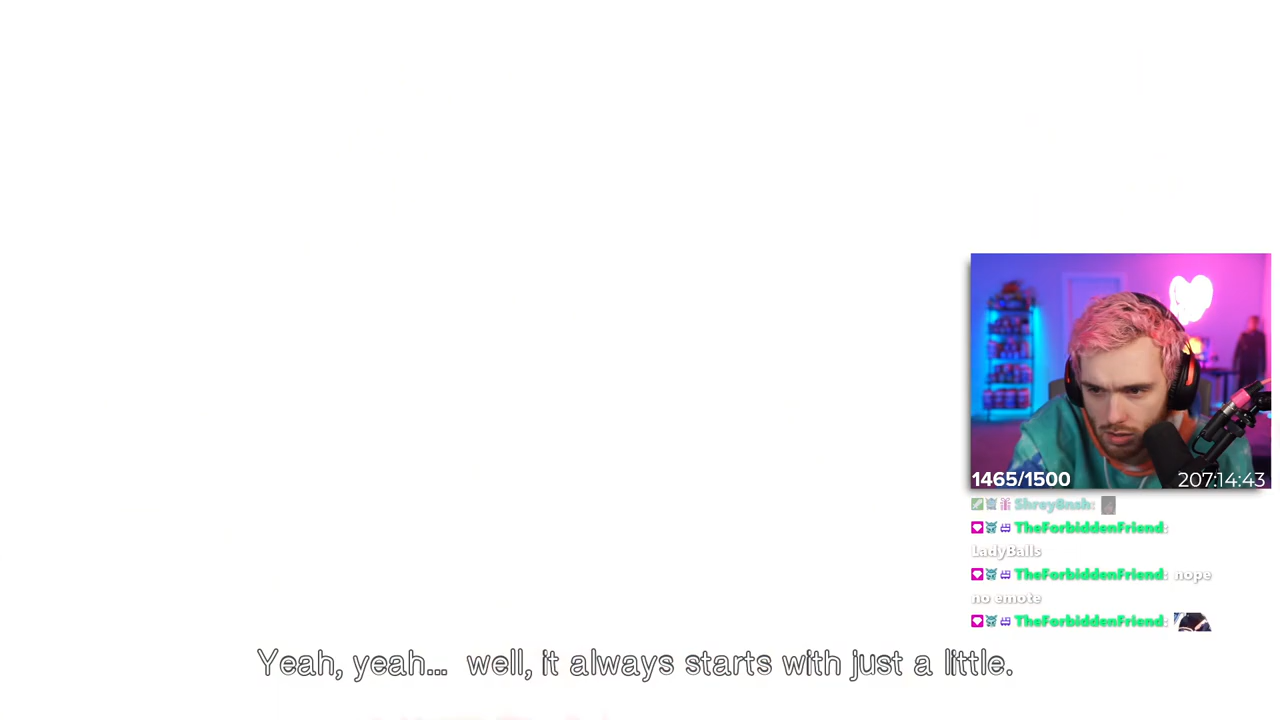 1465/1500
207:14:43
Shrey8nsh:
TheForbiddenFriend:
LadyBalls
TheForbiddenFriend: nope
no emote
TheForbiddenFriend:
Yeah, yeah... well, it always starts with just a little.